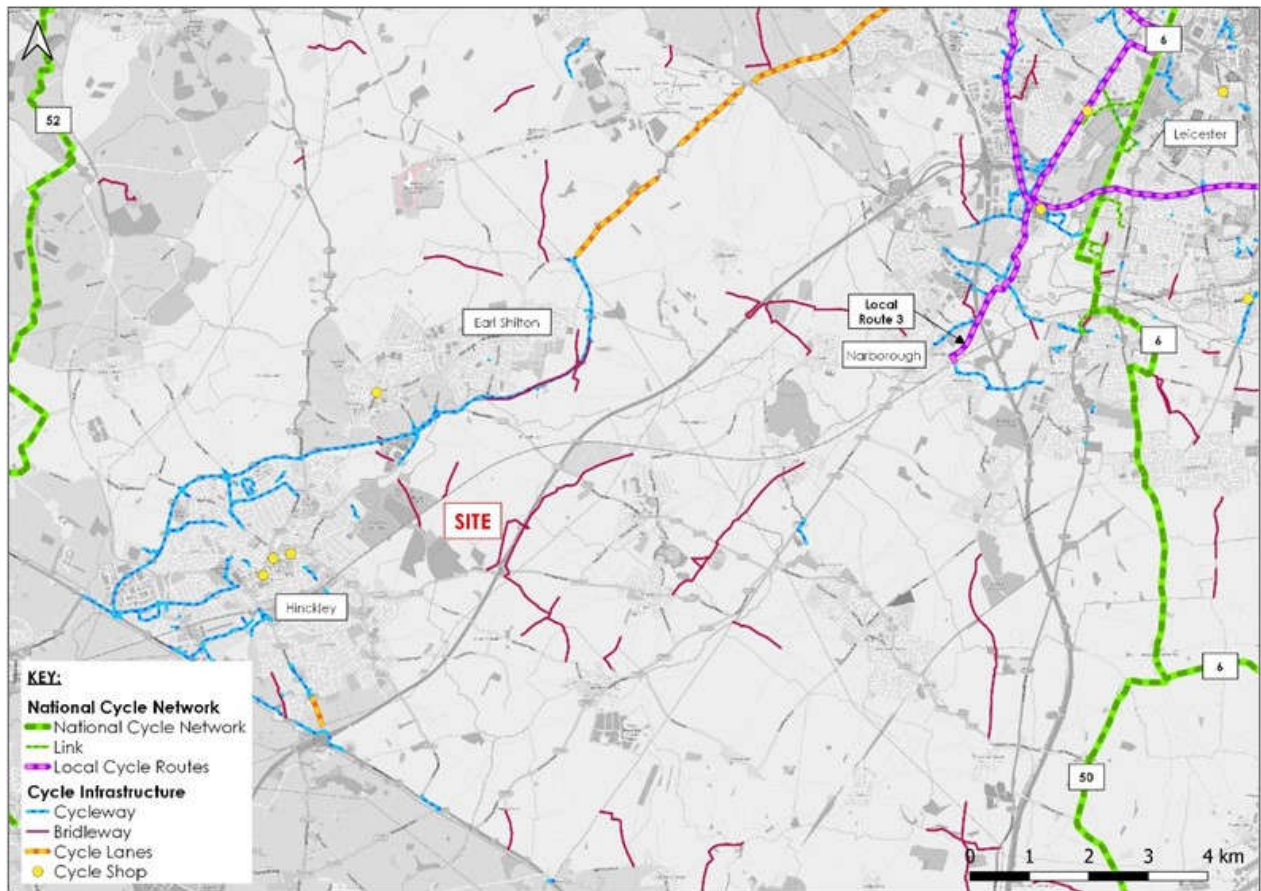 6
52
Leicester
Earl Shilton
Local
Route 3
Narborough
6
SITE
Hinckley
6
50
KEY:
National Cycle Network
National Cycle Network
Link
Local Cycle Routes
Cycle Infrastructure
Cycleway
Bridleway
Cycle Lanes
Cycle Shop
0 1 2 3 4 km